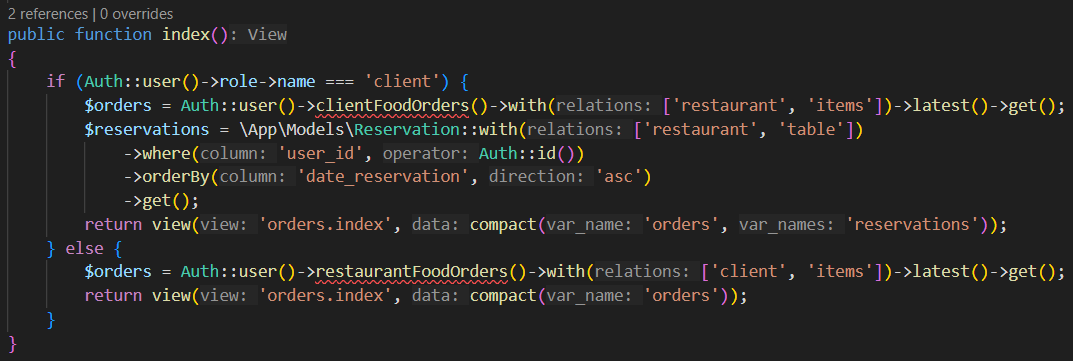 2 references | 0 overrides
public function index(): View
{
if (Auth::user()->role->name === 'client') {
$orders = Auth::user()->clientFoodOrders()->with(relations: ['restaurant', 'items'])->latest()->get();
$reservations = \App\Models\Reservation::with(relations: ['restaurant', 'table'])
->where(column: 'user_id', operator: Auth::id())
->orderBy(column: 'date_reservation', direction: 'asc')
->get();
return view(view: 'orders.index', data: compact(var_name: 'orders', var_names: 'reservations'));
} else {
$orders = Auth::user()->restaurantFoodOrders()->with(relations: ['client', 'items'])->latest()->get();
return view(view: 'orders.index', data: compact(var_name: 'orders'));
}
}